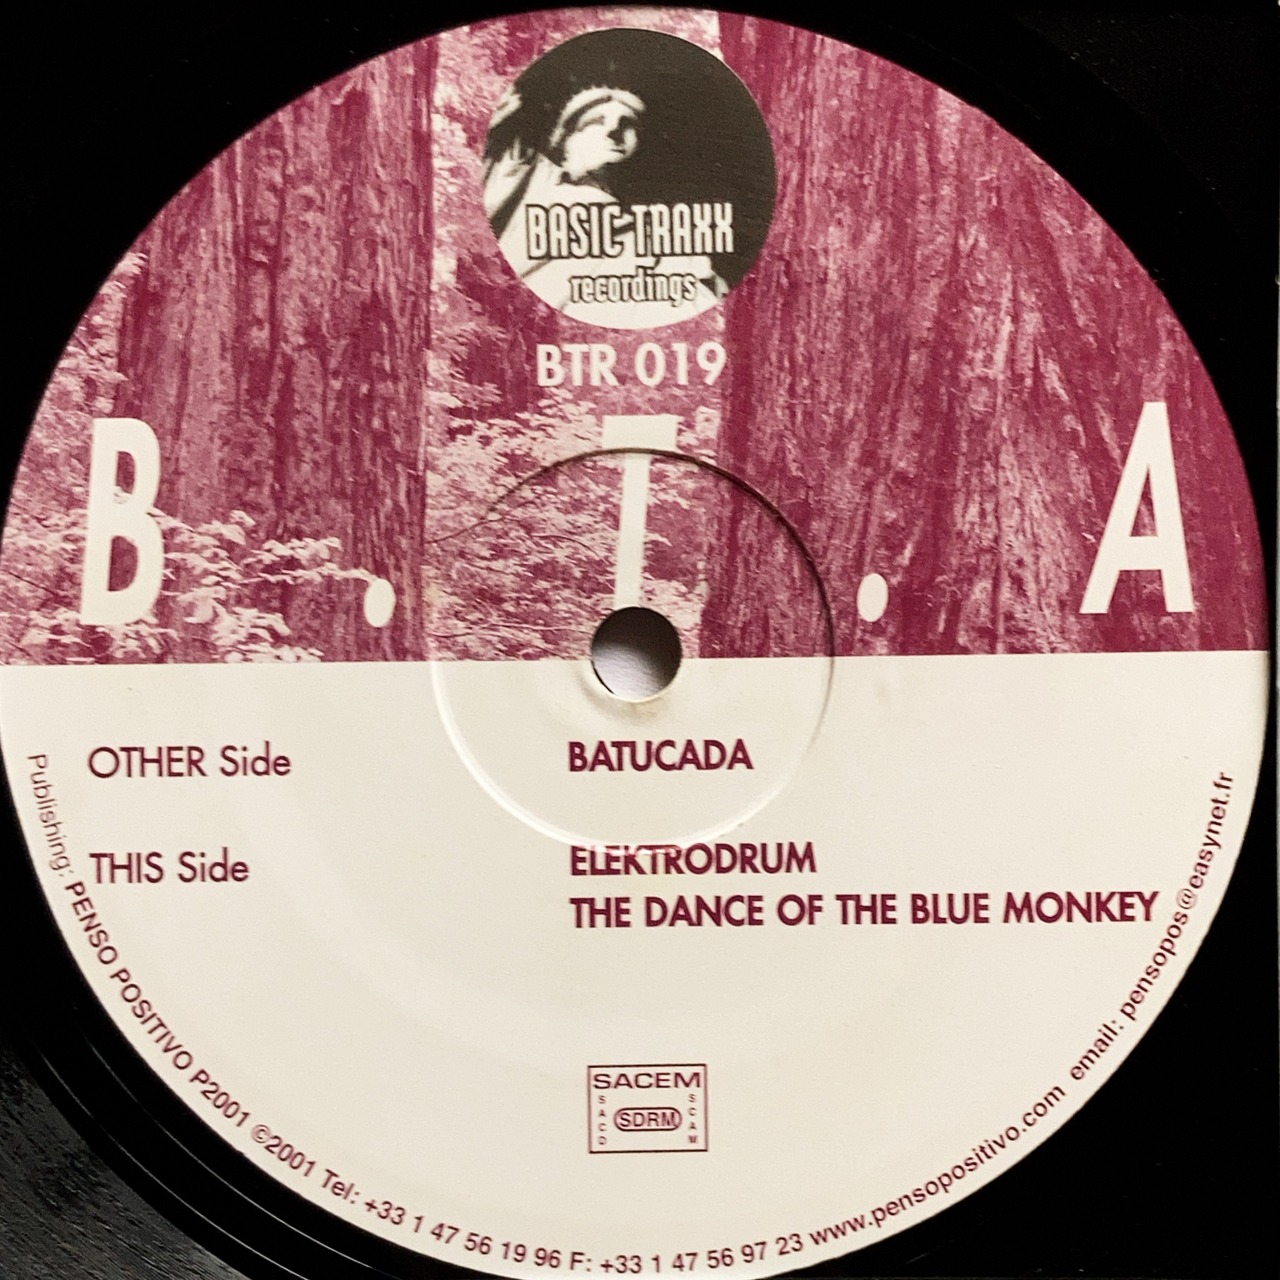 BASIC TRAXX
recordings
BTR 019
B.T.A
OTHER Side BATUCADA
THIS Side ELEKTRODRUM
THE DANCE OF THE BLUE MONKEY
SACEM
SACD SDRM SCAM
Publishing: PENSO POSITIVO P2001 ©2001 Tel: +33 1 47 56 19 96 F: +33 1 47 56 97 23 www.pensopositivo.com email: pensopos@easynet.fr